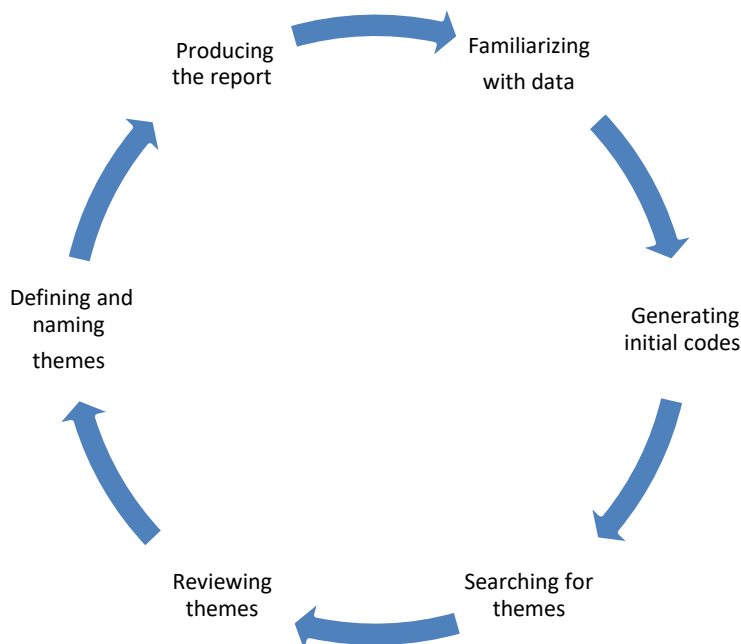 Producing
the report
Familiarizing
with data
Generating
initial codes
Searching for
themes
Reviewing
themes
Defining and
naming
themes